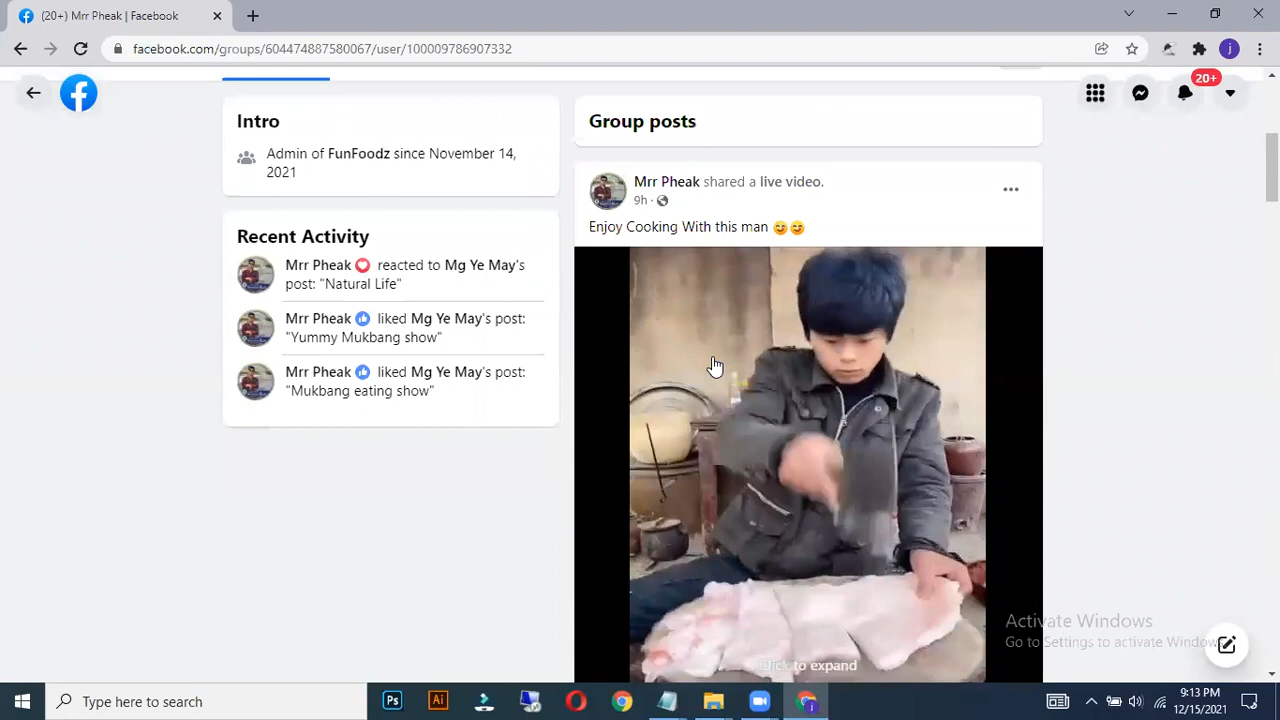 (20+) Mrr Pheak | Facebook
facebook.com/groups/604474887580067/user/100009786907332
20+
Intro
Admin of FunFoodz since November 14,
2021
Recent Activity
Mrr Pheak reacted to Mg Ye May's
post: "Natural Life"
Mrr Pheak liked Mg Ye May's post:
"Yummy Mukbang show"
Mrr Pheak liked Mg Ye May's post:
"Mukbang eating show"
Group posts
Mrr Pheak shared a live video.
9h ·
Enjoy Cooking With this man 😋😋
Click to expand
Activate Windows
Go to Settings to activate Window
Type here to search
Ps
Ai
9:13 PM
12/15/2021